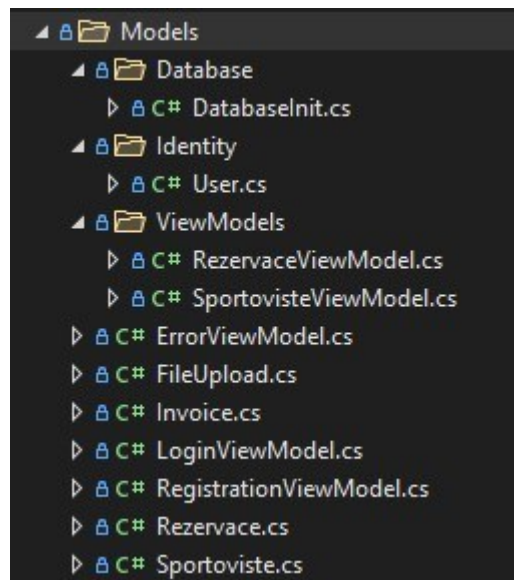 Models
Database
C# DatabaseInit.cs
Identity
C# User.cs
ViewModels
C# RezervaceViewModel.cs
C# SportovisteViewModel.cs
C# ErrorViewModel.cs
C# FileUpload.cs
C# Invoice.cs
C# LoginViewModel.cs
C# RegistrationViewModel.cs
C# Rezervace.cs
C# Sportoviste.cs